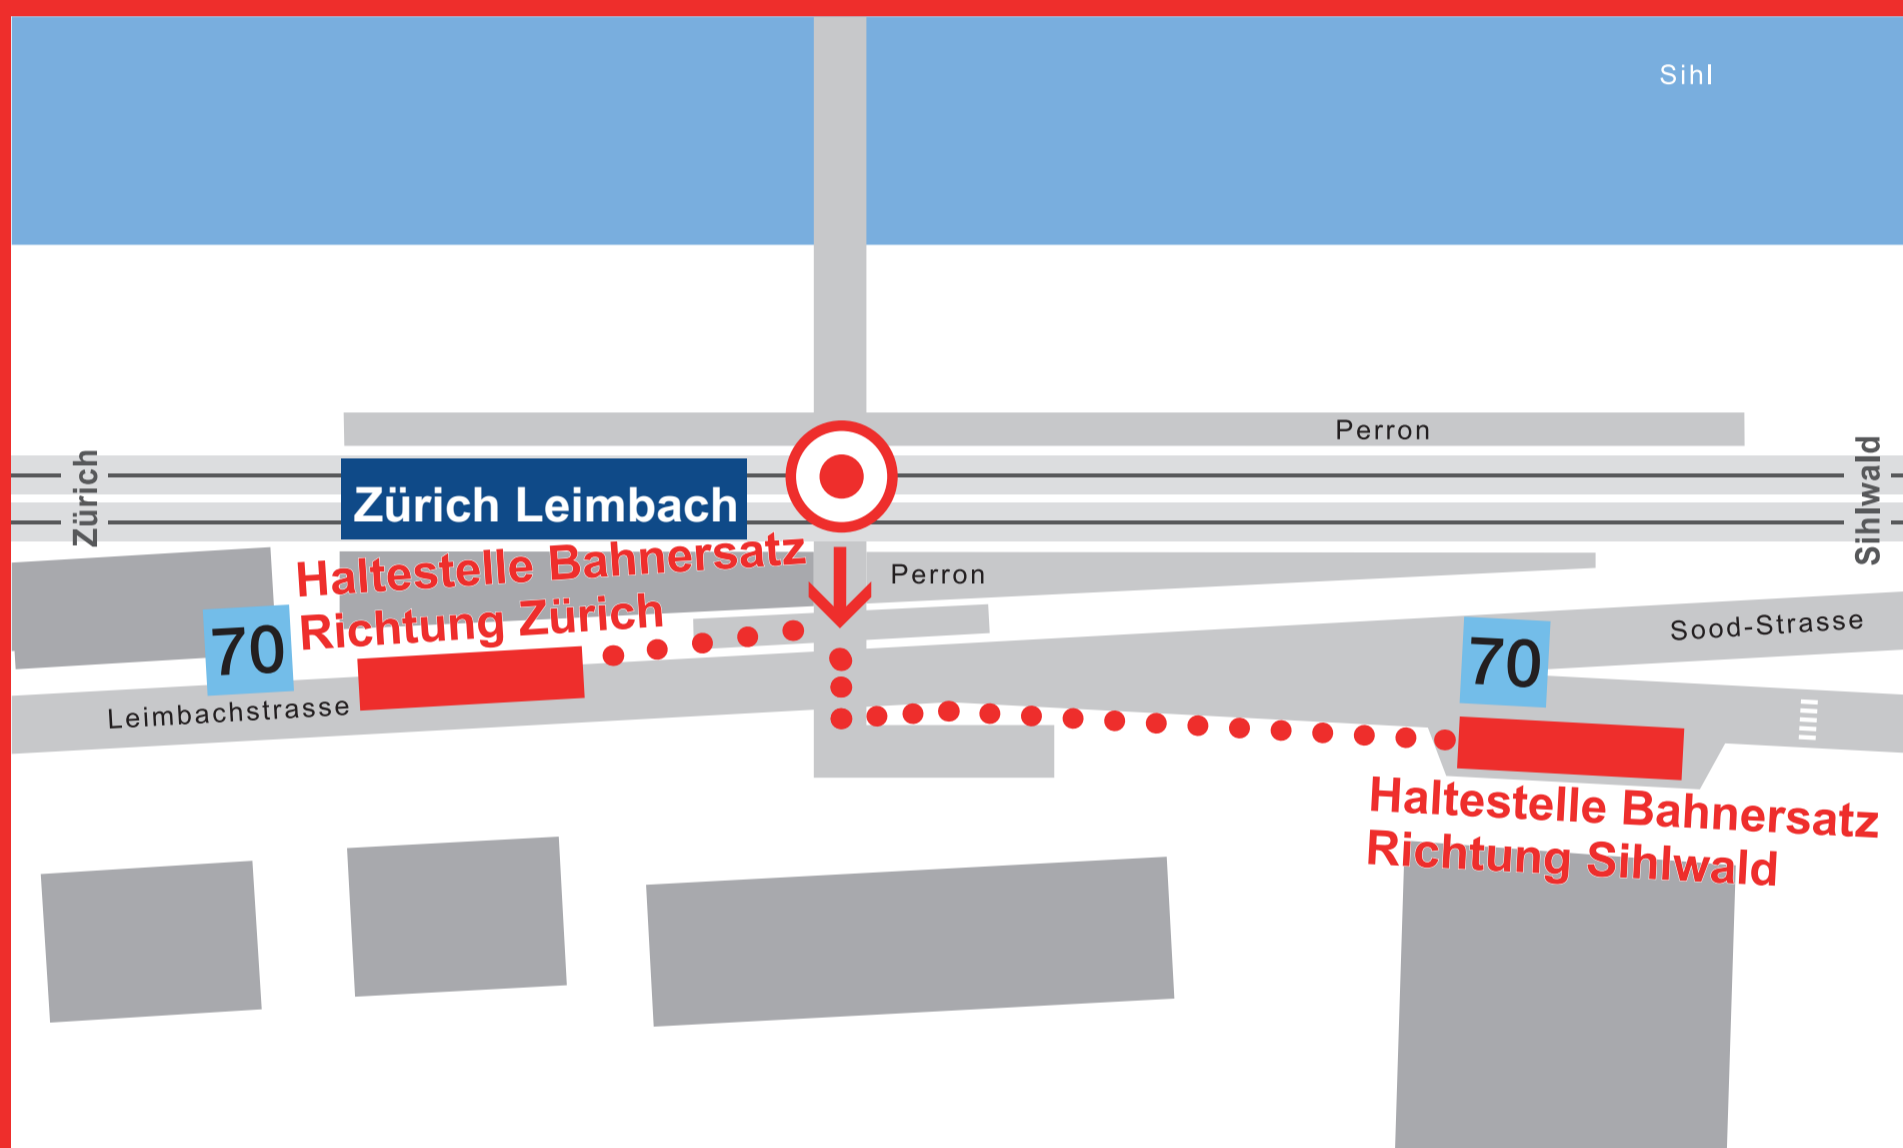 Sihl
Perron
Zürich
Sihlwald
Zürich Leimbach
Haltestelle Bahnersatz
Richtung Zürich
Perron
70
Leimbachstrasse
Sood-Strasse
70
Haltestelle Bahnersatz
Richtung Sihlwald